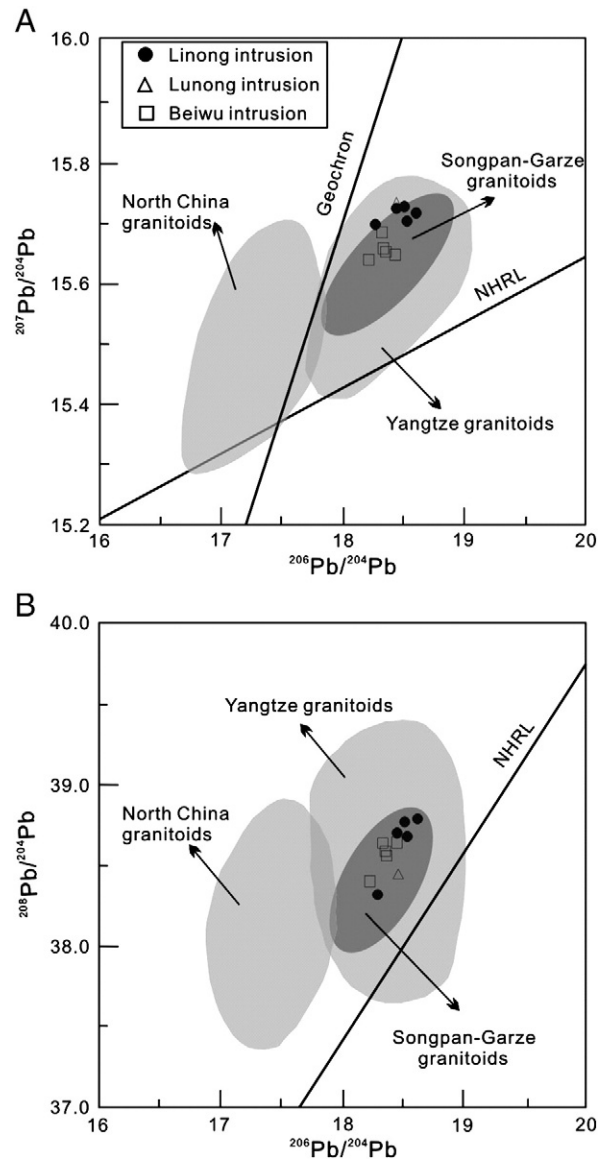 A
16.0
Linong intrusion
Lunong intrusion
Beiwu intrusion
15.8
Geochron
Songpan-Garze
granitoids
North China
granitoids
²⁰⁷Pb/²⁰⁴Pb
15.6
NHRL
15.4
Yangtze granitoids
15.2
16 17 18 19 20
²⁰⁶Pb/²⁰⁴Pb
B
40.0
Yangtze granitoids
NHRL
39.0
North China
granitoids
²⁰⁸Pb/²⁰⁴Pb
38.0
Songpan-Garze
granitoids
37.0
16 17 18 19 20
²⁰⁶Pb/²⁰⁴Pb